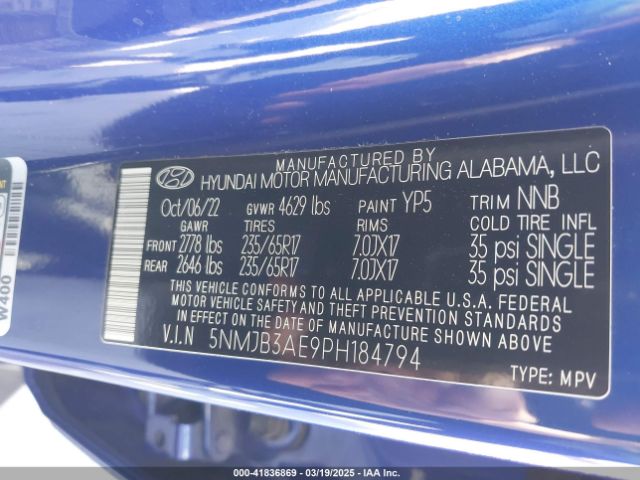 MANUFACTURED BY
HYUNDAI MOTOR MANUFACTURING ALABAMA, LLC
Oct/06/22 GVWR 4629 lbs PAINT YP5 TRIM NNB
GAWR TIRES RIMS COLD TIRE INFL
FRONT 2778 lbs 235/65R17 7.0JX17 35 psi SINGLE
REAR 2646 lbs 235/65R17 7.0JX17 35 psi SINGLE
THIS VEHICLE CONFORMS TO ALL APPLICABLE U.S.A. FEDERAL
MOTOR VEHICLE SAFETY AND THEFT PREVENTION STANDARDS
IN EFFECT ON THE DATE OF MANUFACTURE SHOWN ABOVE
V.I.N 5NMJB3AE9PH184794
TYPE: MPV
W400
000-41836869 - 03/19/2025 - IAA Inc.